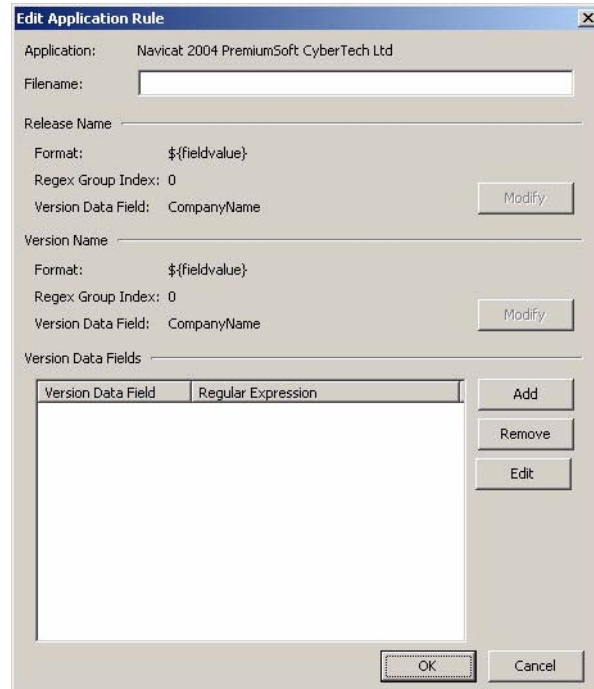 Edit Application Rule
Application: Navicat 2004 PremiumSoft CyberTech Ltd
Filename:
Release Name
Format: ${fieldvalue}
Regex Group Index: 0
Version Data Field: CompanyName
Modify
Version Name
Format: ${fieldvalue}
Regex Group Index: 0
Version Data Field: CompanyName
Modify
Version Data Fields
Version Data Field Regular Expression
Add
Remove
Edit
OK Cancel